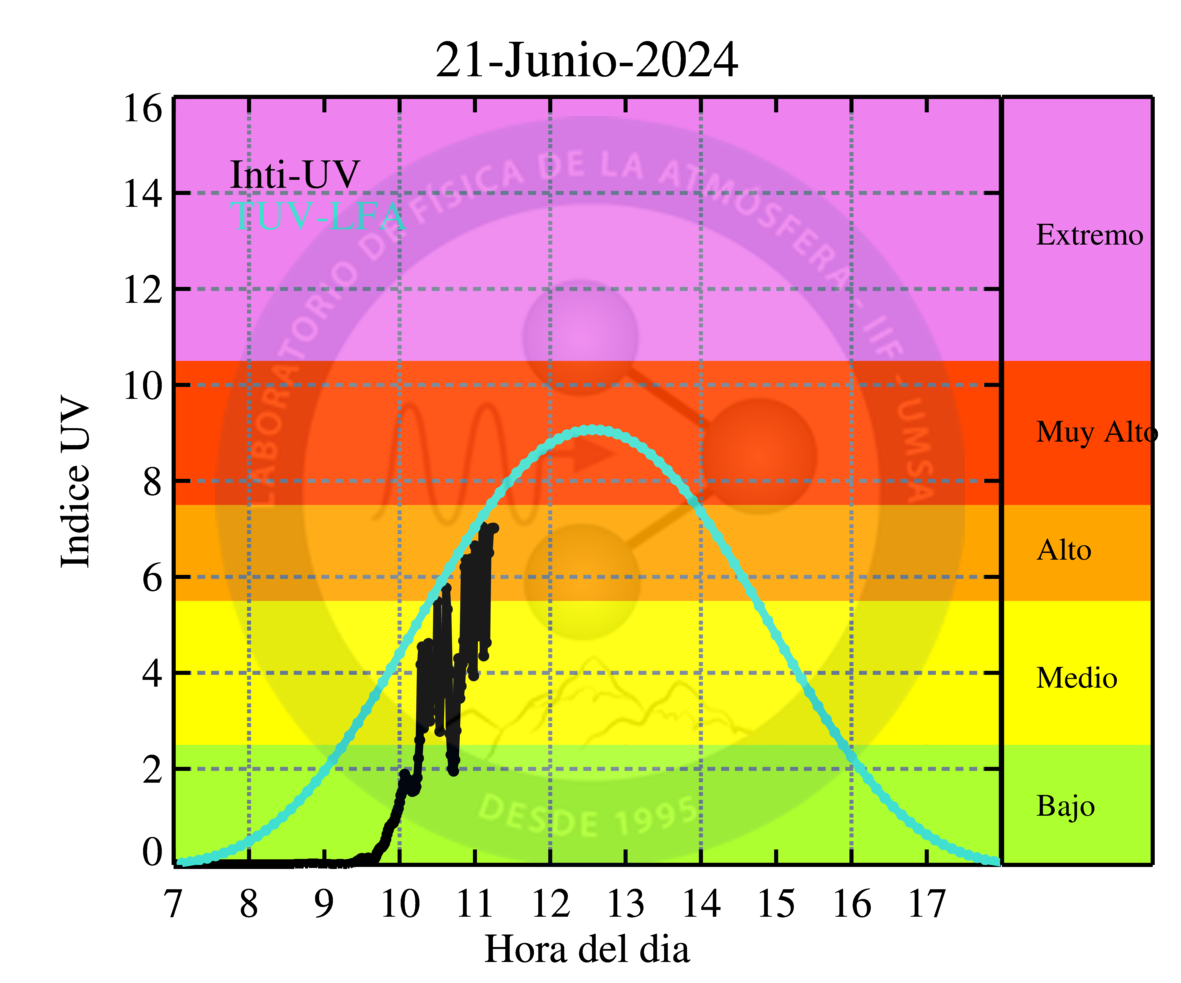 21-Junio-2024
16
14
12
10
8
6
4
2
0
Indice UV
Inti-UV
TUV-LFA
LABORATORIO DE FÍSICA DE LA ATMÓSFERA - IIF - UMSA
DESDE 1995
Extremo
Muy Alto
Alto
Medio
Bajo
7 8 9 10 11 12 13 14 15 16 17
Hora del dia